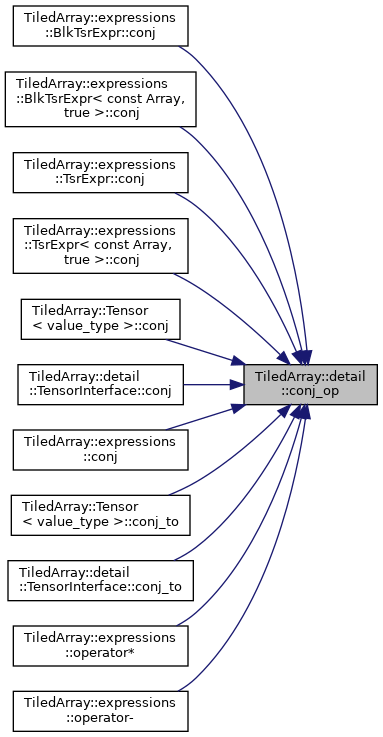 TiledArray::expressions
::BlkTsrExpr::conj
TiledArray::expressions
::BlkTsrExpr< const Array,
true >::conj
TiledArray::expressions
::TsrExpr::conj
TiledArray::expressions
::TsrExpr< const Array,
true >::conj
TiledArray::Tensor
< value_type >::conj
TiledArray::detail
::TensorInterface::conj
TiledArray::detail
::conj_op
TiledArray::expressions
::conj
TiledArray::Tensor
< value_type >::conj_to
TiledArray::detail
::TensorInterface::conj_to
TiledArray::expressions
::operator*
TiledArray::expressions
::operator-